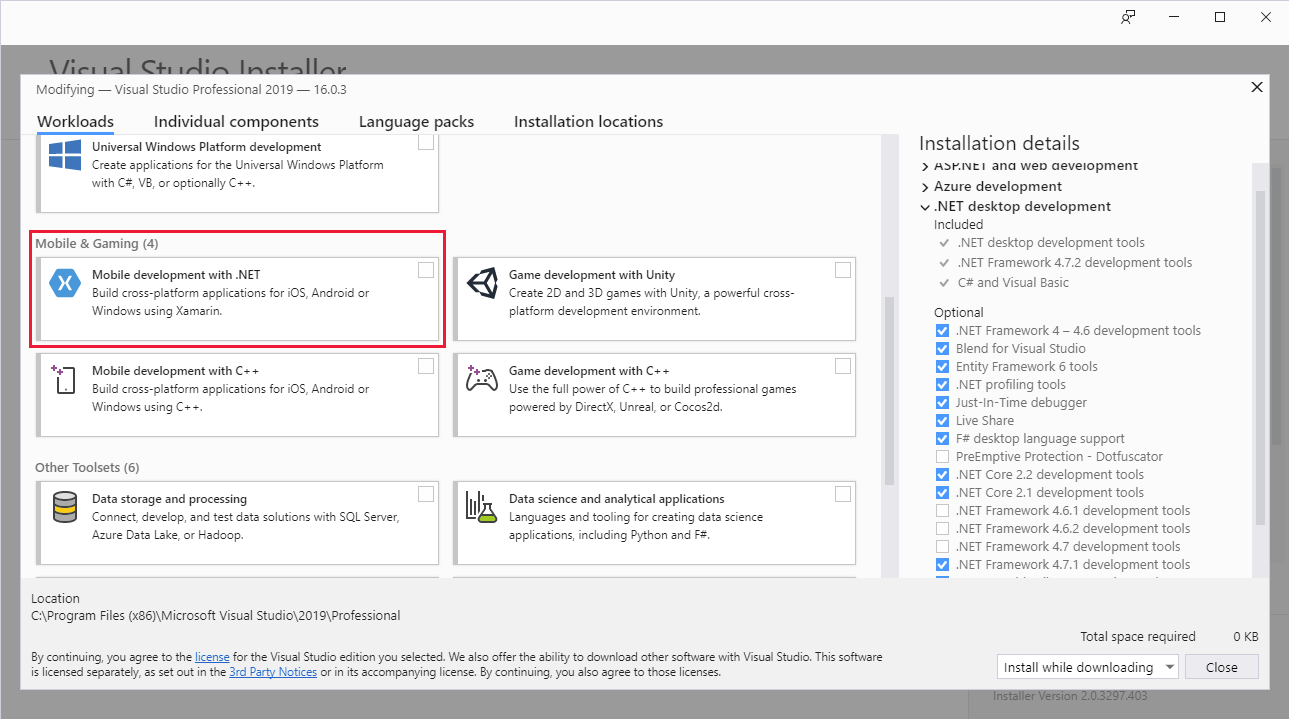 Visual Studio Installer
Modifying — Visual Studio Professional 2019 — 16.0.3
Workloads
Individual components
Language packs
Installation locations
Universal Windows Platform development
Create applications for the Universal Windows Platform
with C#, VB, or optionally C++.
Mobile & Gaming (4)
Mobile development with .NET
Build cross-platform applications for iOS, Android or
Windows using Xamarin.
Game development with Unity
Create 2D and 3D games with Unity, a powerful cross-
platform development environment.
Mobile development with C++
Build cross-platform applications for iOS, Android or
Windows using C++.
Game development with C++
Use the full power of C++ to build professional games
powered by DirectX, Unreal, or Cocos2d.
Other Toolsets (6)
Data storage and processing
Connect, develop, and test data solutions with SQL Server,
Azure Data Lake, or Hadoop.
Data science and analytical applications
Languages and tooling for creating data science
applications, including Python and F#.
Installation details
ASP.NET and web development
Azure development
.NET desktop development
Included
.NET desktop development tools
.NET Framework 4.7.2 development tools
C# and Visual Basic
Optional
.NET Framework 4 – 4.6 development tools
Blend for Visual Studio
Entity Framework 6 tools
.NET profiling tools
Just-In-Time debugger
Live Share
F# desktop language support
PreEmptive Protection - Dotfuscator
.NET Core 2.2 development tools
.NET Core 2.1 development tools
.NET Framework 4.6.1 development tools
.NET Framework 4.6.2 development tools
.NET Framework 4.7 development tools
.NET Framework 4.7.1 development tools
Location
C:\Program Files (x86)\Microsoft Visual Studio\2019\Professional
Total space required 0 KB
By continuing, you agree to the license for the Visual Studio edition you selected. We also offer the ability to download other software with Visual Studio. This software
is licensed separately, as set out in the 3rd Party Notices or in its accompanying license. By continuing, you also agree to those licenses.
Install while downloading
Close
Installer Version 2.0.3297.403